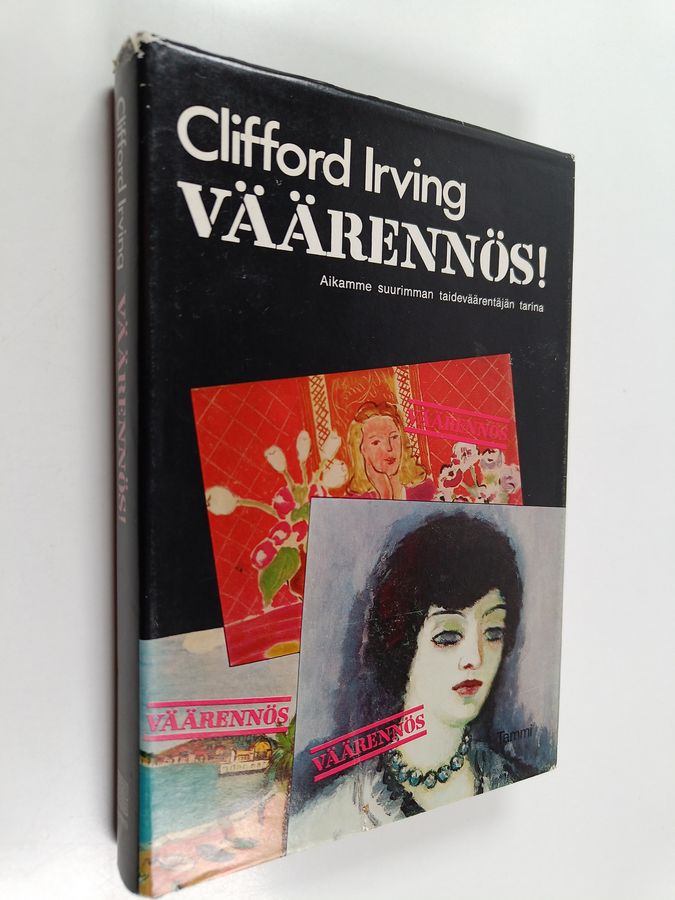 Clifford Irving
VÄÄRENNÖS!
Aikamme suurimman taideväärentäjän tarina
VÄÄRENNÖS
VÄÄRENNÖS
VÄÄRENNÖS
Tammi
Clifford Irving VÄÄRENNÖS!